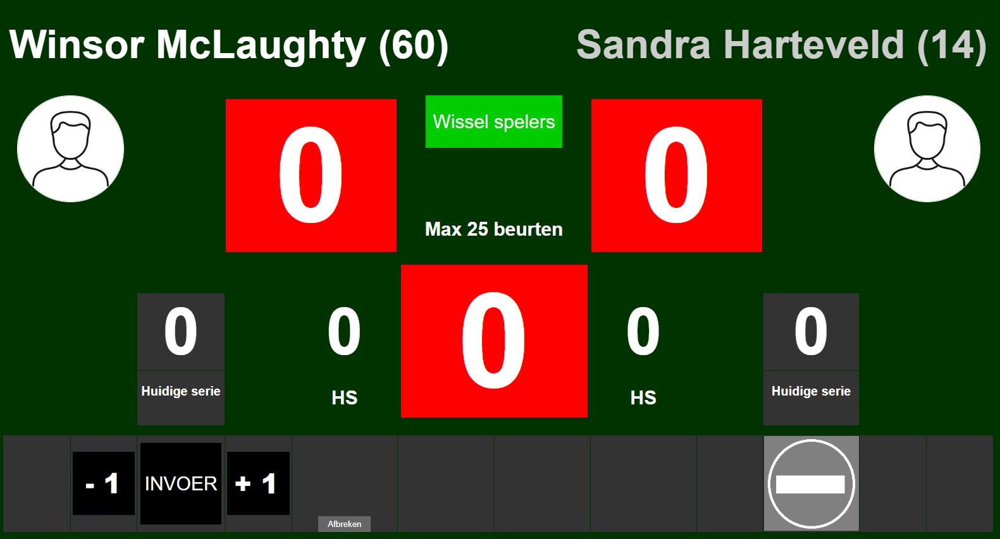 Winsor McLaughty (60)
Sandra Harteveld (14)
0
Wissel spelers
0
Max 25 beurten
0
0
0
0
0
Huidige serie
HS
HS
Huidige serie
- 1
INVOER
+ 1
Afbreken